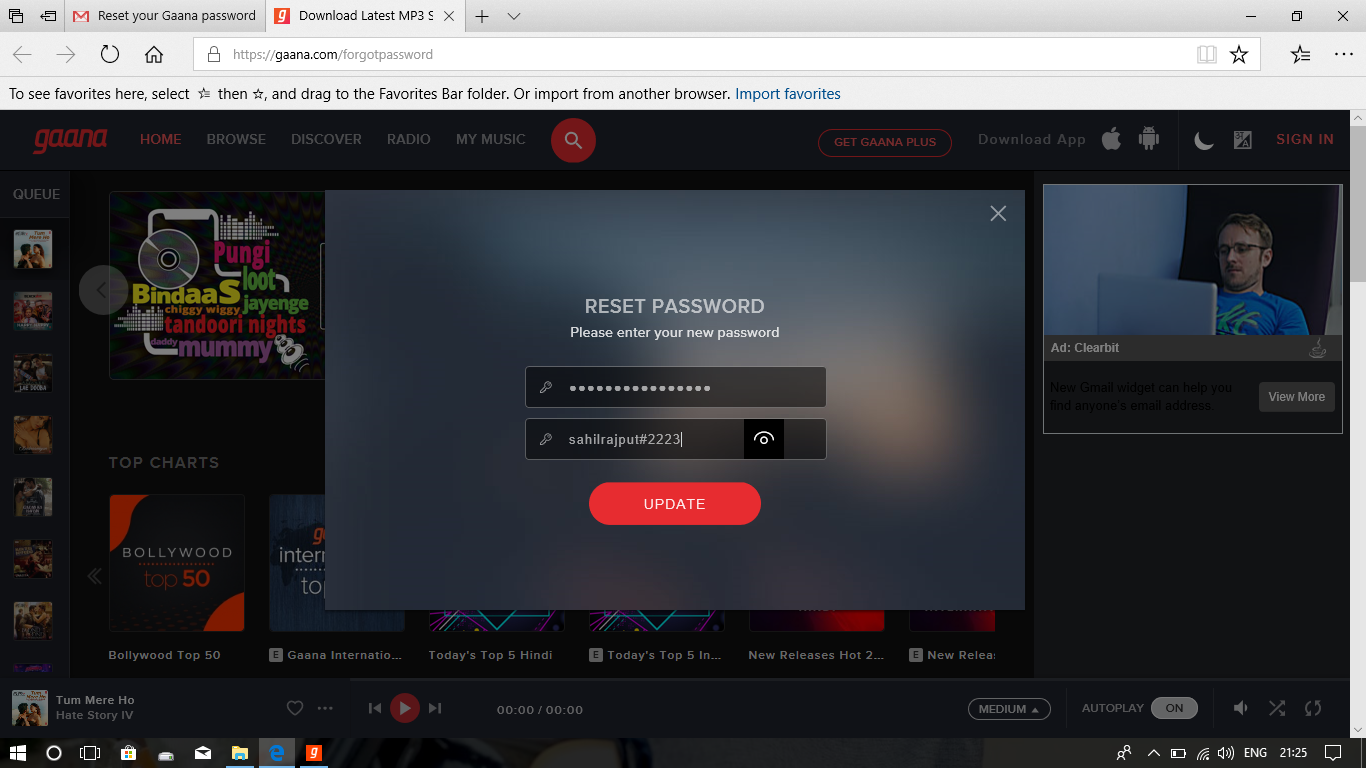 Reset your Gaana password
Download Latest MP3 S
https://gaana.com/forgotpassword
To see favorites here, select then , and drag to the Favorites Bar folder. Or import from another browser. Import favorites
gaana HOME BROWSE DISCOVER RADIO MY MUSIC GET GAANA PLUS Download App SIGN IN
QUEUE
Pungi
loot
BindaaS jayenge
chiggy wiggy
tandoori nights
daddy
mummy
RESET PASSWORD
Please enter your new password
••••••••••••••••
sahilrajput#2223
UPDATE
Ad: Clearbit
New Gmail widget can help you
find anyone's email address.
View More
TOP CHARTS
BOLLYWOOD
top 50
intern
to
Bollywood Top 50
E Gaana Internatio...
Today's Top 5 Hindi
E Today's Top 5 In...
New Releases Hot 2...
E New Relea
Tum Mere Ho
Hate Story IV
00:00 / 00:00
MEDIUM
AUTOPLAY ON
ENG 21:25